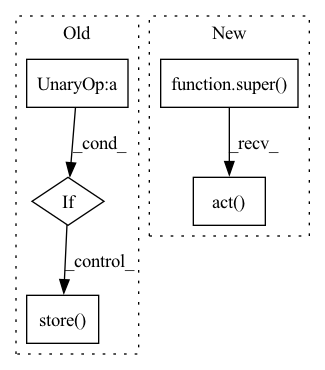 Old
New
UnaryOp:a
function.super()
_cond_
_recv_
If
act()
_control_
store()